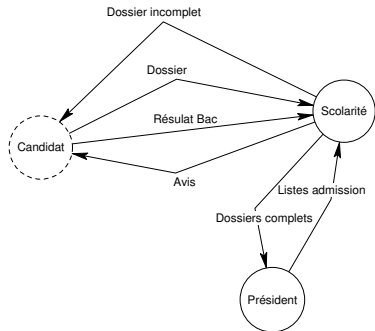 Dossier incomplet
Dossier
Scolarité
Résulat Bac
Candidat
Avis
Listes admission
Dossiers complets
Président